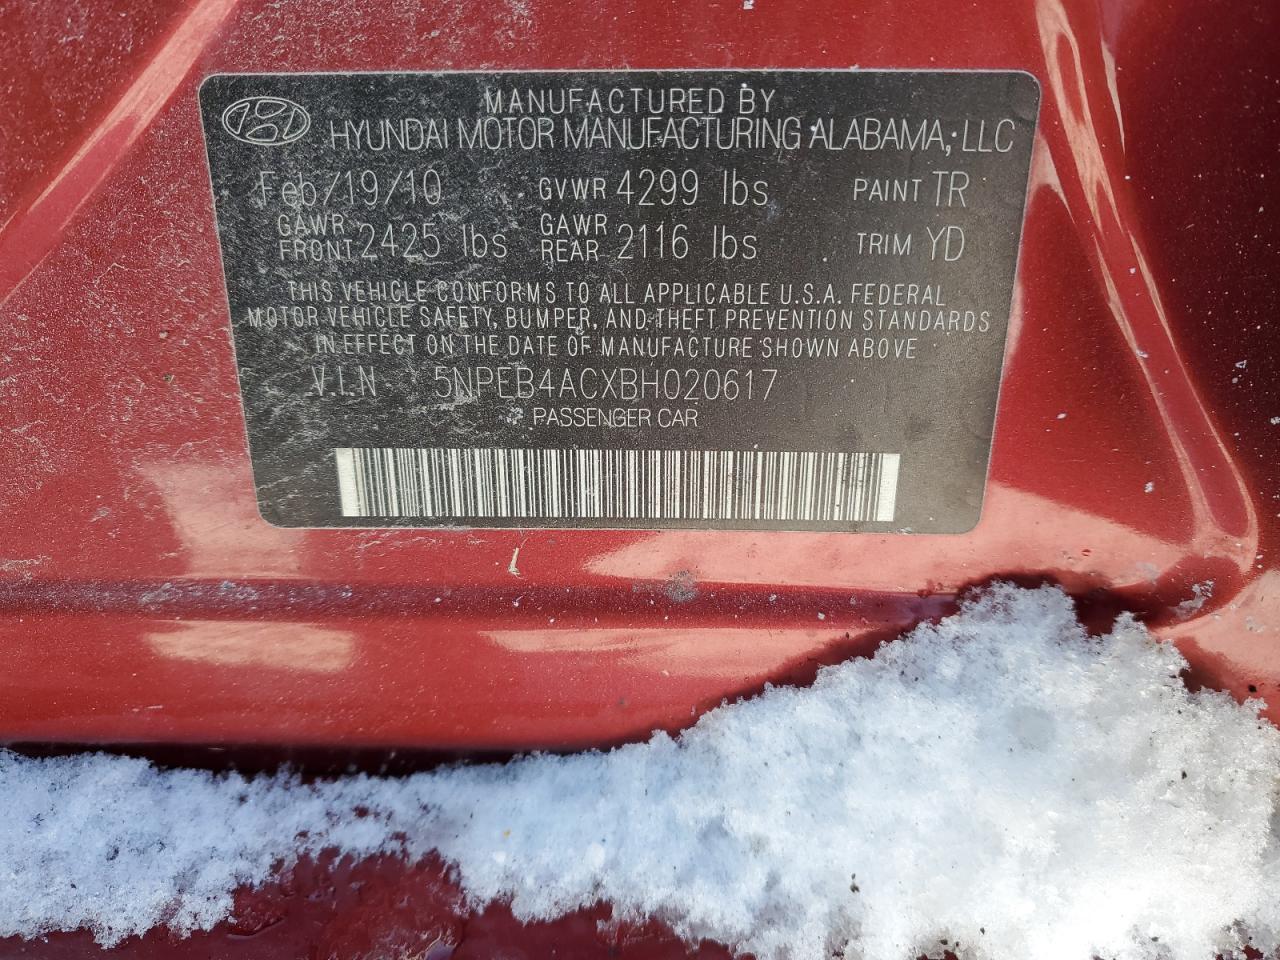 MANUFACTURED BY
HYUNDAI MOTOR MANUFACTURING ALABAMA, LLC
Feb/19/10 GVWR 4299 lbs PAINT TR
GAWR FRONT 2425 lbs GAWR REAR 2116 lbs TRIM YD
THIS VEHICLE CONFORMS TO ALL APPLICABLE U.S.A. FEDERAL
MOTOR VEHICLE SAFETY, BUMPER, AND THEFT PREVENTION STANDARDS
IN EFFECT ON THE DATE OF MANUFACTURE SHOWN ABOVE
V.I.N 5NPEB4ACXBH020617
PASSENGER CAR